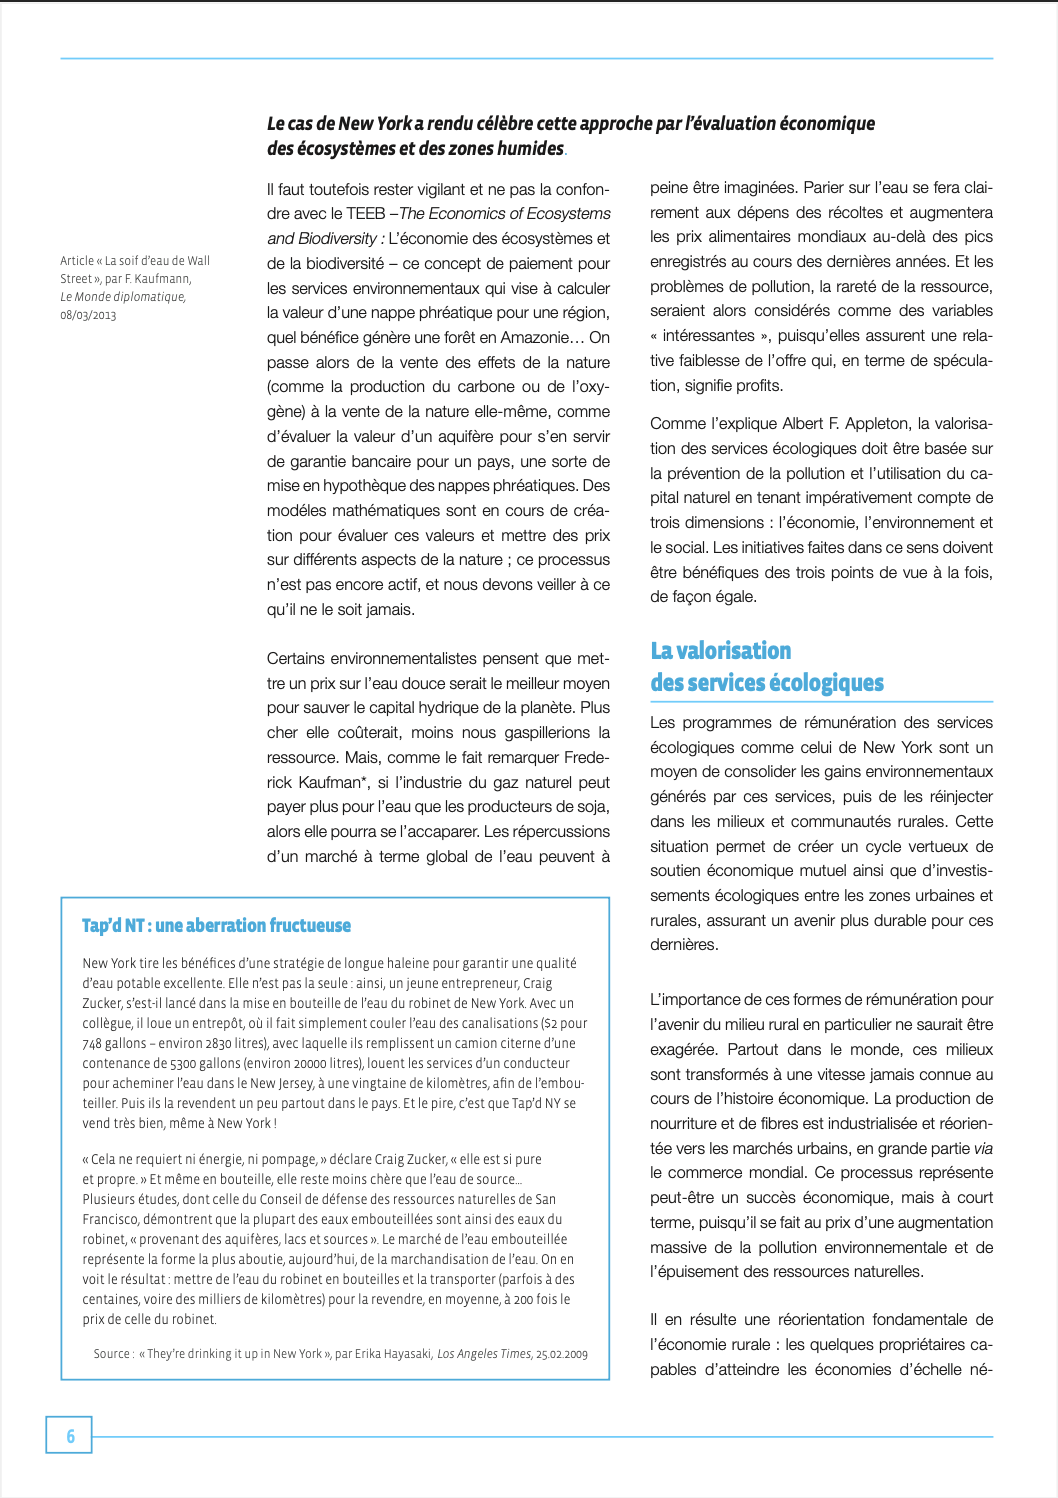 Le cas de New York a rendu célèbre cette approche par l’évaluation économique
des écosystèmes et des zones humides.
Il faut toutefois rester vigilant et ne pas la confon-
dre avec le TEEB –The Economics of Ecosystems
and Biodiversity : L’économie des écosystèmes et
de la biodiversité – ce concept de paiement pour
les services environnementaux qui vise à calculer
la valeur d’une nappe phréatique pour une région,
quel bénéfice génère une forêt en Amazonie… On
passe alors de la vente des effets de la nature
(comme la production du carbone ou de l’oxy-
gène) à la vente de la nature elle-même, comme
d’évaluer la valeur d’un aquifère pour s’en servir
de garantie bancaire pour un pays, une sorte de
mise en hypothèque des nappes phréatiques. Des
modéles mathématiques sont en cours de créa-
tion pour évaluer ces valeurs et mettre des prix
sur différents aspects de la nature ; ce processus
n’est pas encore actif, et nous devons veiller à ce
qu’il ne le soit jamais.
Certains environnementalistes pensent que met-
tre un prix sur l’eau douce serait le meilleur moyen
pour sauver le capital hydrique de la planète. Plus
cher elle coûterait, moins nous gaspillerions la
ressource. Mais, comme le fait remarquer Frede-
rick Kaufman*, si l’industrie du gaz naturel peut
payer plus pour l’eau que les producteurs de soja,
alors elle pourra se l’accaparer. Les répercussions
d’un marché à terme global de l’eau peuvent à
Article « La soif d’eau de Wall
Street », par F. Kaufmann,
Le Monde diplomatique,
08/03/2013
peine être imaginées. Parier sur l’eau se fera clai-
rement aux dépens des récoltes et augmentera
les prix alimentaires mondiaux au-delà des pics
enregistrés au cours des dernières années. Et les
problèmes de pollution, la rareté de la ressource,
seraient alors considérés comme des variables
« intéressantes », puisqu’elles assurent une rela-
tive faiblesse de l’offre qui, en terme de spécula-
tion, signifie profits.
Comme l’explique Albert F. Appleton, la valorisa-
tion des services écologiques doit être basée sur
la prévention de la pollution et l’utilisation du ca-
pital naturel en tenant impérativement compte de
trois dimensions : l’économie, l’environnement et
le social. Les initiatives faites dans ce sens doivent
être bénéfiques des trois points de vue à la fois,
de façon égale.
La valorisation
des services écologiques
Les programmes de rémunération des services
écologiques comme celui de New York sont un
moyen de consolider les gains environnementaux
générés par ces services, puis de les réinjecter
dans les milieux et communautés rurales. Cette
situation permet de créer un cycle vertueux de
soutien économique mutuel ainsi que d’investis-
sements écologiques entre les zones urbaines et
rurales, assurant un avenir plus durable pour ces
dernières.
L’importance de ces formes de rémunération pour
l’avenir du milieu rural en particulier ne saurait être
exagérée. Partout dans le monde, ces milieux
sont transformés à une vitesse jamais connue au
cours de l’histoire économique. La production de
nourriture et de fibres est industrialisée et réorien-
tée vers les marchés urbains, en grande partie via
le commerce mondial. Ce processus représente
peut-être un succès économique, mais à court
terme, puisqu’il se fait au prix d’une augmentation
massive de la pollution environnementale et de
l’épuisement des ressources naturelles.
Il en résulte une réorientation fondamentale de
l’économie rurale : les quelques propriétaires ca-
pables d’atteindre les économies d’échelle né-
Tap’d NT : une aberration fructueuse
New York tire les bénéfices d’une stratégie de longue haleine pour garantir une qualité
d’eau potable excellente. Elle n’est pas la seule : ainsi, un jeune entrepreneur, Craig
Zucker, s’est-il lancé dans la mise en bouteille de l’eau du robinet de New York. Avec un
collègue, il loue un entrepôt, où il fait simplement couler l’eau des canalisations ($2 pour
748 gallons – environ 2830 litres), avec laquelle ils remplissent un camion citerne d’une
contenance de 5300 gallons (environ 20000 litres), louent les services d’un conducteur
pour acheminer l’eau dans le New Jersey, à une vingtaine de kilomètres, afin de l’embou-
teiller. Puis ils la revendent un peu partout dans le pays. Et le pire, c’est que Tap’d NY se
vend très bien, même à New York !
« Cela ne requiert ni énergie, ni pompage, » déclare Craig Zucker, « elle est si pure
et propre. » Et même en bouteille, elle reste moins chère que l’eau de source…
Plusieurs études, dont celle du Conseil de défense des ressources naturelles de San
Francisco, démontrent que la plupart des eaux embouteillées sont ainsi des eaux du
robinet, « provenant des aquifères, lacs et sources ». Le marché de l’eau embouteillée
représente la forme la plus aboutie, aujourd’hui, de la marchandisation de l’eau. On en
voit le résultat : mettre de l’eau du robinet en bouteilles et la transporter (parfois à des
centaines, voire des milliers de kilomètres) pour la revendre, en moyenne, à 200 fois le
prix de celle du robinet.
Source : « They’re drinking it up in New York », par Erika Hayasaki, Los Angeles Times, 25.02.2009
6